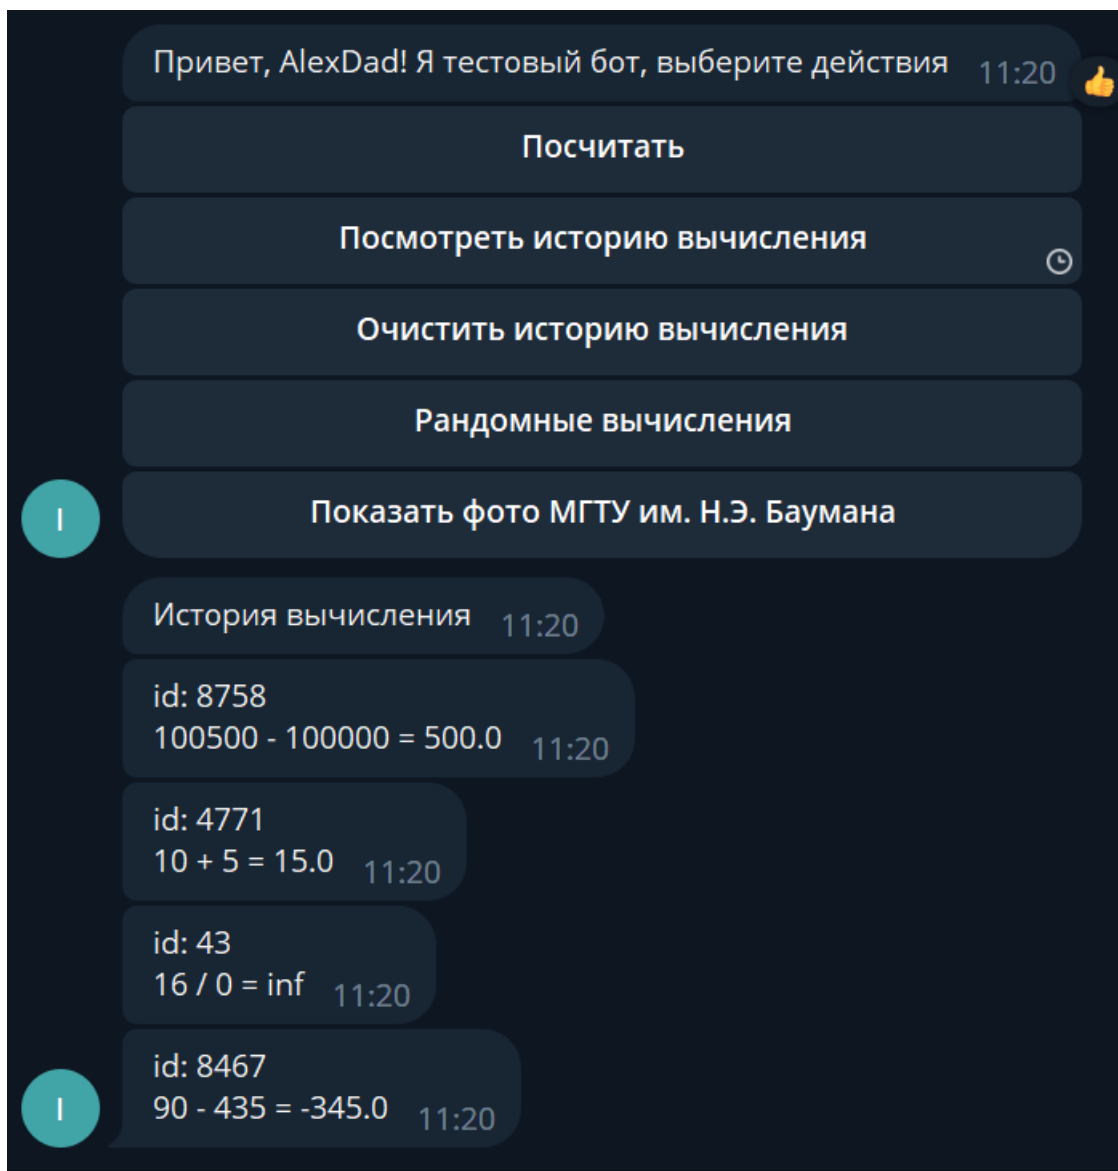 Привет, AlexDad! Я тестовый бот, выберите действия 11:20
Посчитать
Посмотреть историю вычисления
Очистить историю вычисления
Рандомные вычисления
I
Показать фото МГТУ им. Н.Э. Баумана
История вычисления 11:20
id: 8758
100500 - 100000 = 500.0 11:20
id: 4771
10 + 5 = 15.0 11:20
id: 43
16 / 0 = inf 11:20
id: 8467
I
90 - 435 = -345.0 11:20